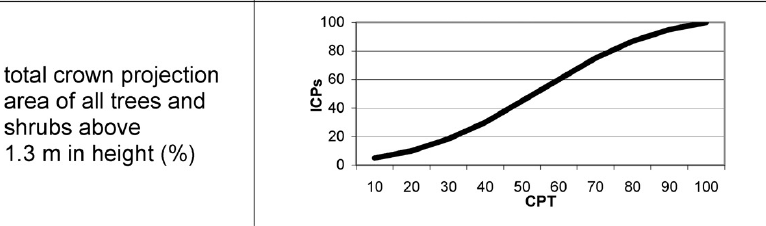 total crown projection
area of all trees and
shrubs above
1.3 m in height (%)
ICPs
100
80
60
40
20
0
10 20 30 40 50 60 70 80 90 100
CPT